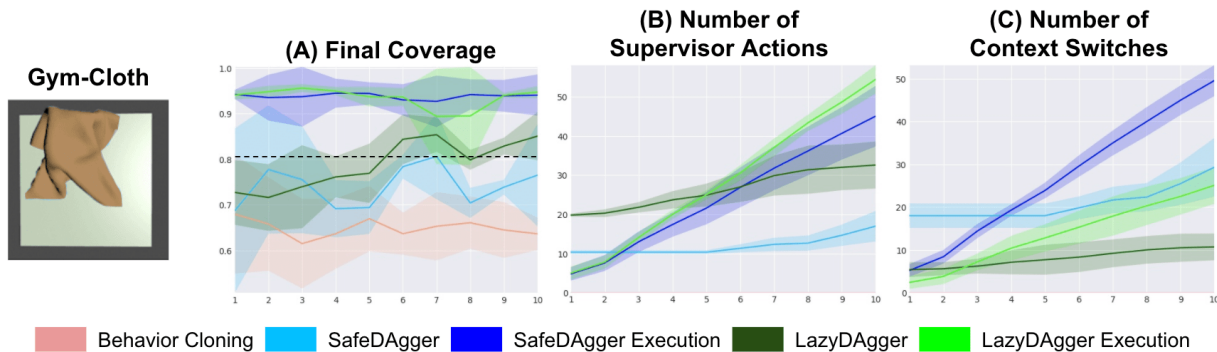 Gym-Cloth
(A) Final Coverage
1.0
0.9
0.8
0.7
0.6
1 2 3 4 5 6 7 8 9 10
(B) Number of
Supervisor Actions
50
40
30
20
10
0
1 2 3 4 5 6 7 8 9 10
(C) Number of
Context Switches
50
40
30
20
10
0
1 2 3 4 5 6 7 8 9 10
Behavior Cloning SafeDAgger SafeDAgger Execution LazyDAgger LazyDAgger Execution